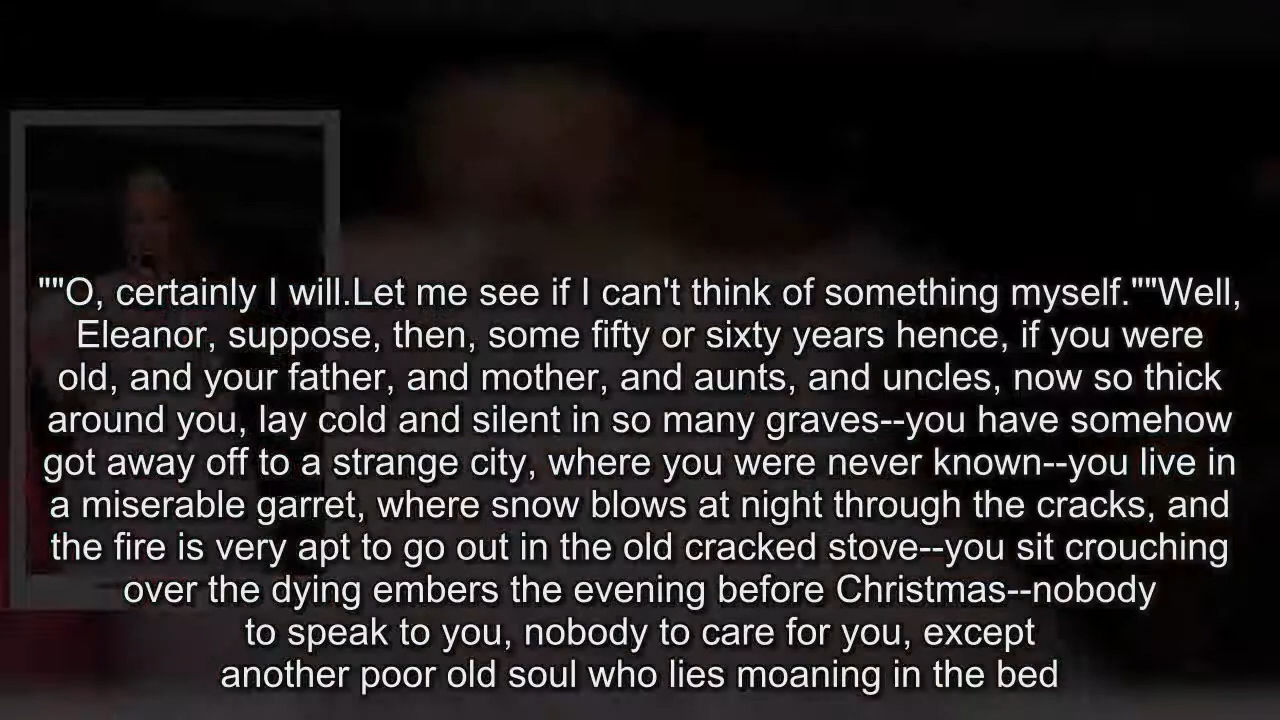 ""O, certainly I will.Let me see if I can't think of something myself.""Well,
Eleanor, suppose, then, some fifty or sixty years hence, if you were
old, and your father, and mother, and aunts, and uncles, now so thick
around you, lay cold and silent in so many graves--you have somehow
got away off to a strange city, where you were never known--you live in
a miserable garret, where snow blows at night through the cracks, and
the fire is very apt to go out in the old cracked stove--you sit crouching
over the dying embers the evening before Christmas--nobody
to speak to you, nobody to care for you, except
another poor old soul who lies moaning in the bed